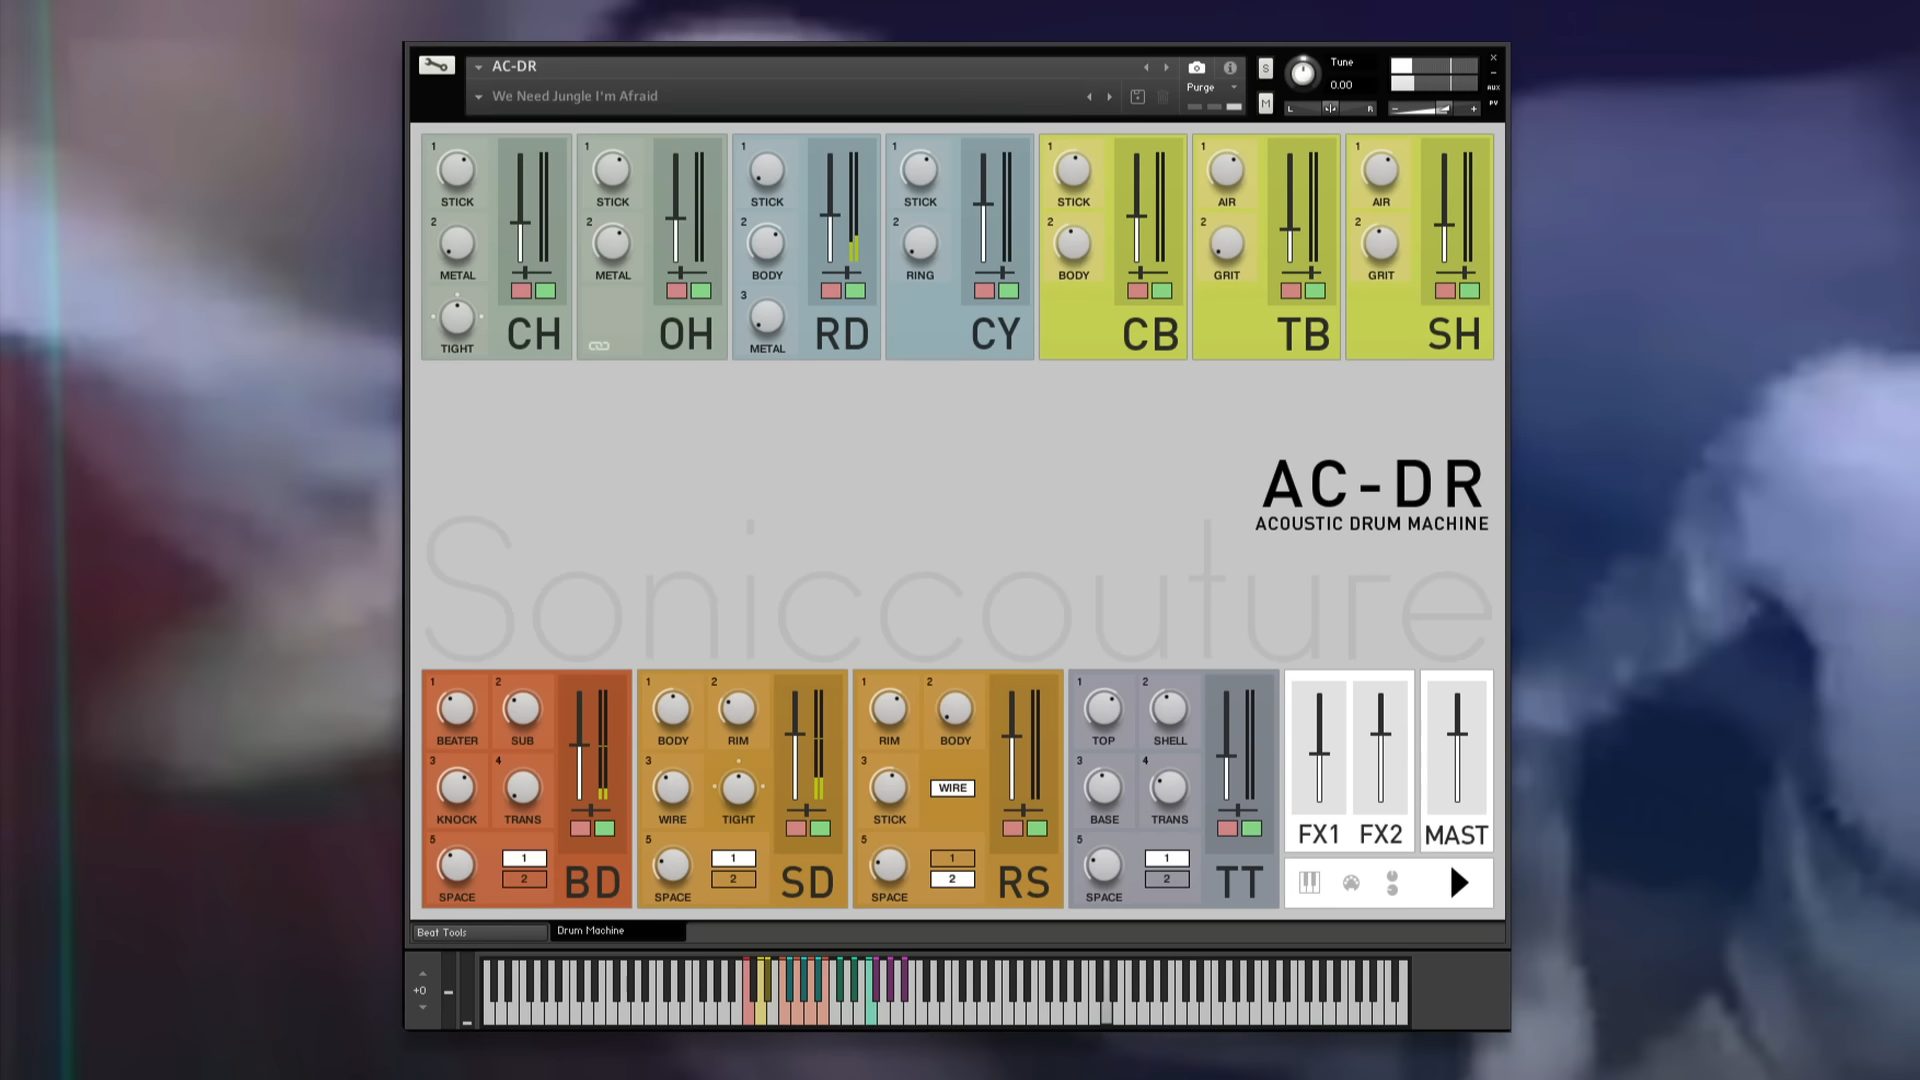 AC-DR
We Need Jungle I'm Afraid
Purge
S
M
Tune
0.00
L R
- +
×
-
AUX
PV
1 STICK
2 METAL
TIGHT
CH
1 STICK
2 METAL
OH
1 STICK
2 BODY
3 METAL
RD
1 STICK
2 RING
CY
1 STICK
2 BODY
CB
1 AIR
2 GRIT
TB
1 AIR
2 GRIT
SH
AC-DR
ACOUSTIC DRUM MACHINE
Soniccouture
1 BEATER
2 SUB
3 KNOCK
4 TRANS
5 SPACE
1
2
BD
1 BODY
2 RIM
3 WIRE
TIGHT
5 SPACE
1
2
SD
1 RIM
2 BODY
3 STICK
WIRE
5 SPACE
1
2
RS
1 TOP
2 SHELL
3 BASE
4 TRANS
5 SPACE
1
2
TT
FX1
FX2
MAST
Beat Tools
Drum Machine
+0